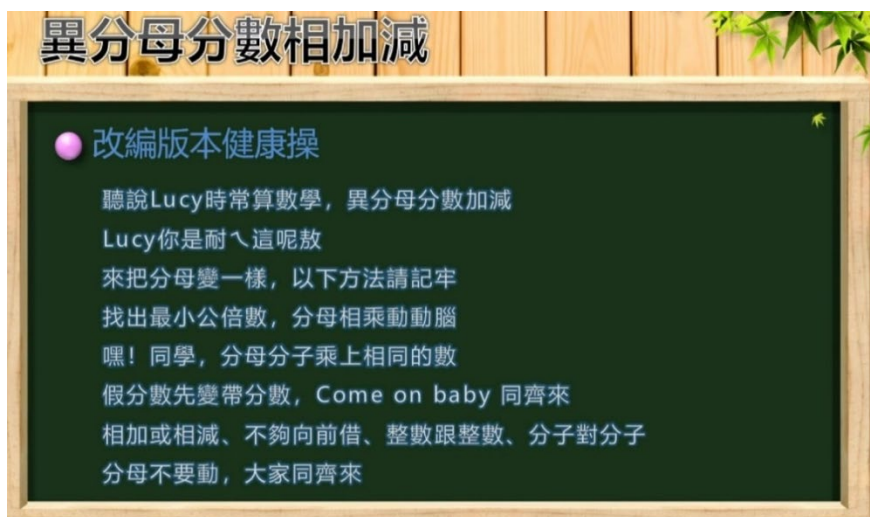 異分母分數相加減
改編版本健康操
聽說Lucy時常算數學，異分母分數加減
Lucy你是耐ㄟ這呢敖
來把分母變一樣，以下方法請記牢
找出最小公倍數，分母相乘動動腦
嘿！同學，分母分子乘上相同的數
假分數先變帶分數，Come on baby 同齊來
相加或相減、不夠向前借、整數跟整數、分子對分子
分母不要動，大家同齊來